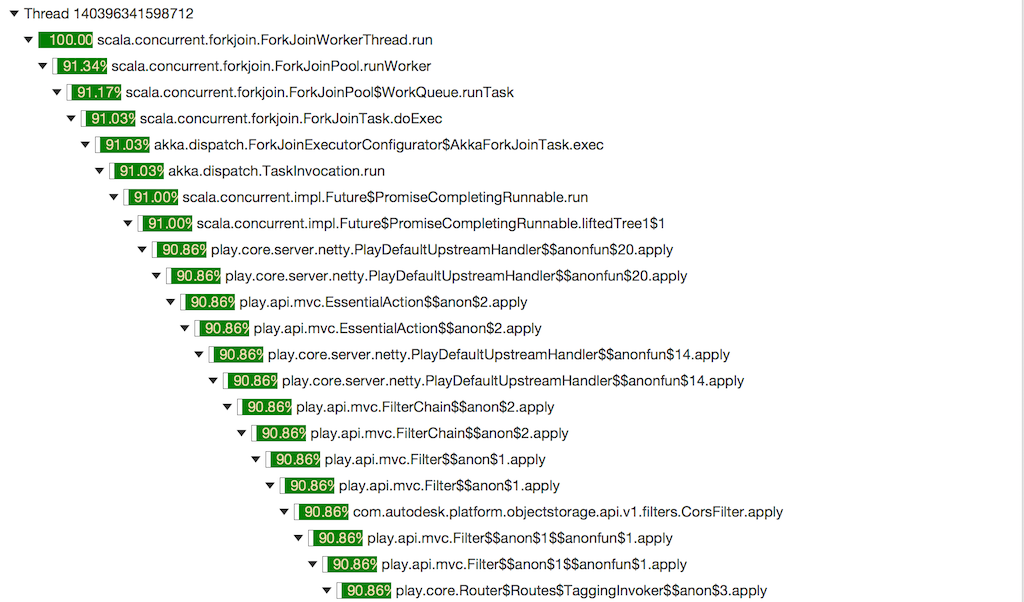 Thread 140396341598712
100.00 scala.concurrent.forkjoin.ForkJoinWorkerThread.run
91.34% scala.concurrent.forkjoin.ForkJoinPool.runWorker
91.17% scala.concurrent.forkjoin.ForkJoinPool$WorkQueue.runTask
91.03% scala.concurrent.forkjoin.ForkJoinTask.doExec
91.03% akka.dispatch.ForkJoinExecutorConfigurator$AkkaForkJoinTask.exec
91.03% akka.dispatch.TaskInvocation.run
91.00% scala.concurrent.impl.Future$PromiseCompletingRunnable.run
91.00% scala.concurrent.impl.Future$PromiseCompletingRunnable.liftedTree1$1
90.86% play.core.server.netty.PlayDefaultUpstreamHandler$$anonfun$20.apply
90.86% play.core.server.netty.PlayDefaultUpstreamHandler$$anonfun$20.apply
90.86% play.api.mvc.EssentialAction$$anon$2.apply
90.86% play.api.mvc.EssentialAction$$anon$2.apply
90.86% play.core.server.netty.PlayDefaultUpstreamHandler$$anonfun$14.apply
90.86% play.core.server.netty.PlayDefaultUpstreamHandler$$anonfun$14.apply
90.86% play.api.mvc.FilterChain$$anon$2.apply
90.86% play.api.mvc.FilterChain$$anon$2.apply
90.86% play.api.mvc.Filter$$anon$1.apply
90.86% play.api.mvc.Filter$$anon$1.apply
90.86% com.autodesk.platform.objectstorage.api.v1.filters.CorsFilter.apply
90.86% play.api.mvc.Filter$$anon$1$$anonfun$1.apply
90.86% play.api.mvc.Filter$$anon$1$$anonfun$1.apply
90.86% play.core.Router$Routes$TaggingInvoker$$anon$3.apply